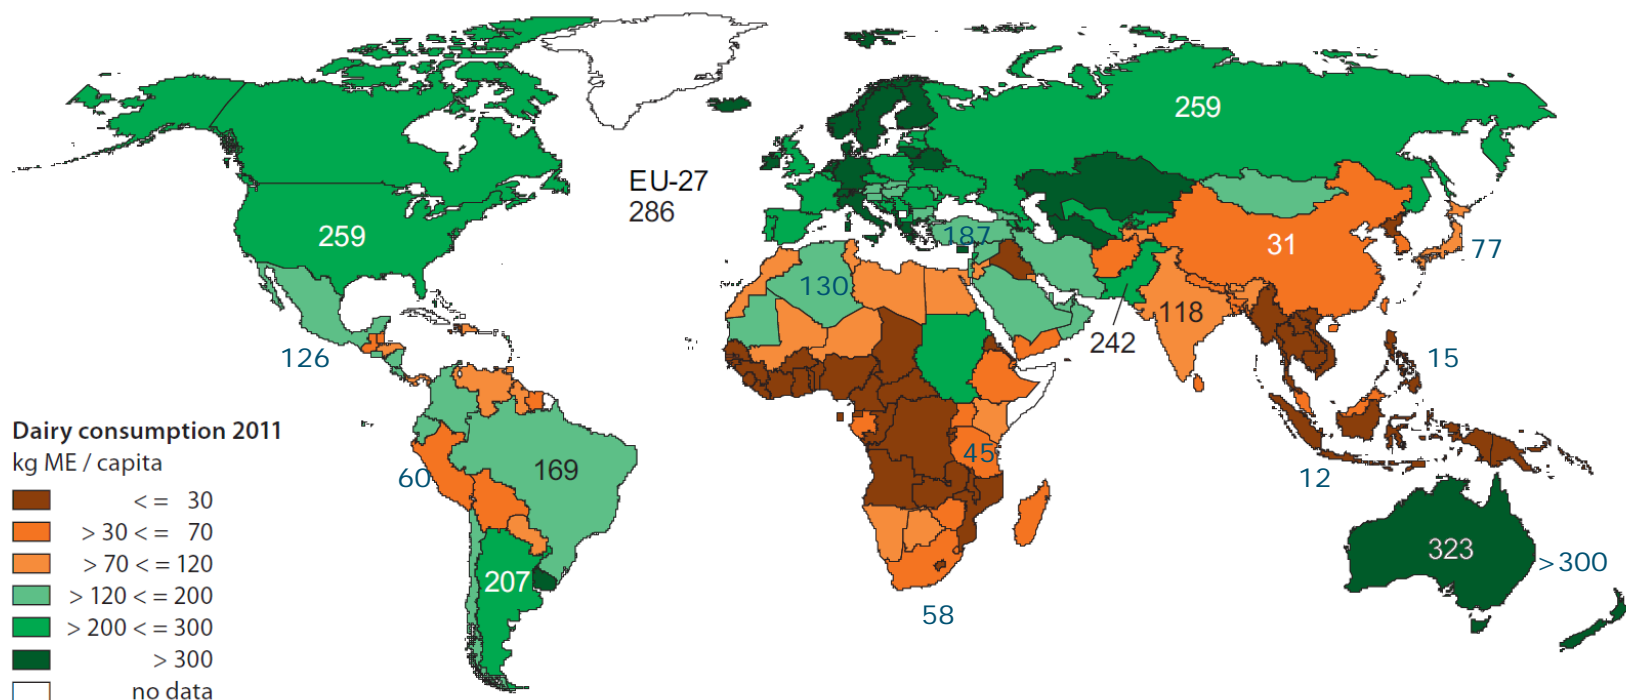 259
EU-27
286
259
187
31
77
130
118
242
126
15
Dairy consumption 2011
kg ME / capita
<= 30
> 30 <= 70
> 70 <= 120
> 120 <= 200
> 200 <= 300
> 300
no data
169
60
45
12
207
58
323
>300